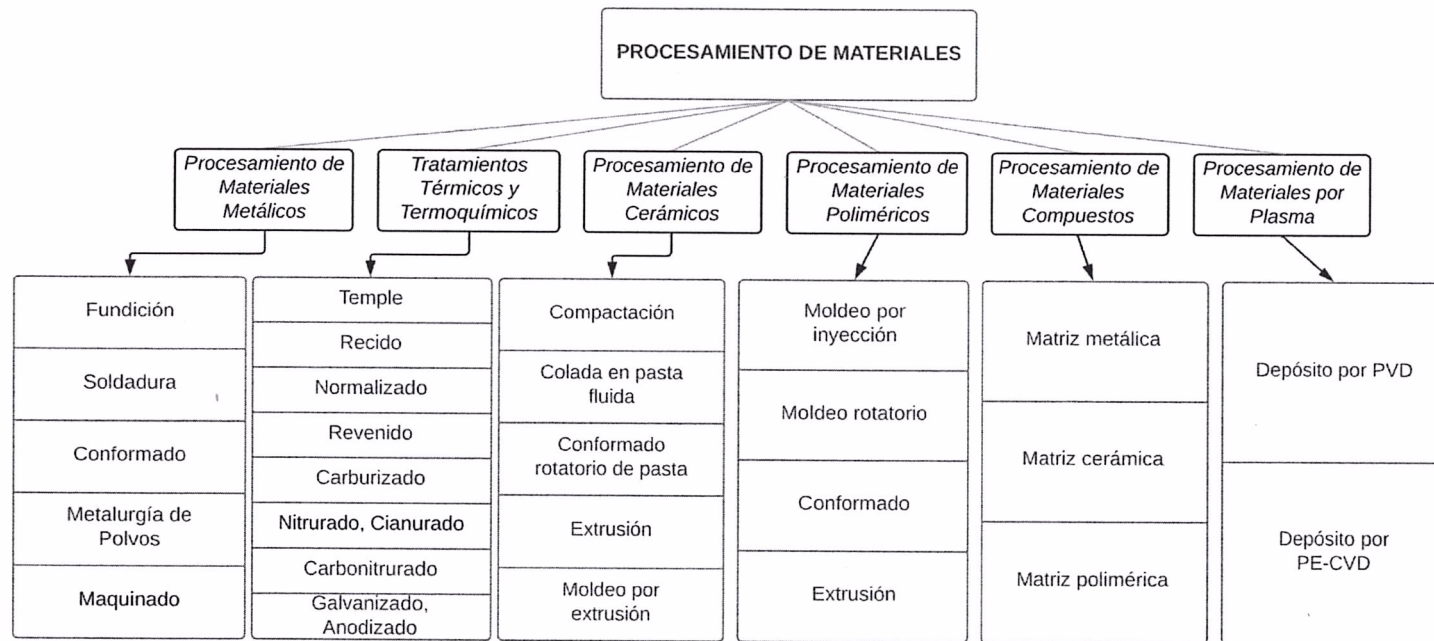 PROCESAMIENTO DE MATERIALES
Procesamiento de
Materiales
Metálicos
Tratamientos
Térmicos y
Termoquímicos
Procesamiento de
Materiales
Cerámicos
Procesamiento de
Materiales
Poliméricos
Procesamiento de
Materiales
Compuestos
Procesamiento de
Materiales por
Plasma
Fundición
Soldadura
Conformado
Metalurgía de
Polvos
Maquinado
Temple
Recido
Normalizado
Revenido
Carburizado
Nitrurado, Cianurado
Carbonitrurado
Galvanizado,
Anodizado
Compactación
Colada en pasta
fluida
Conformado
rotatorio de pasta
Extrusión
Moldeo por
extrusión
Moldeo por
inyección
Moldeo rotatorio
Conformado
Extrusión
Matriz metálica
Matriz cerámica
Matriz polimérica
Depósito por PVD
Depósito por
PE-CVD